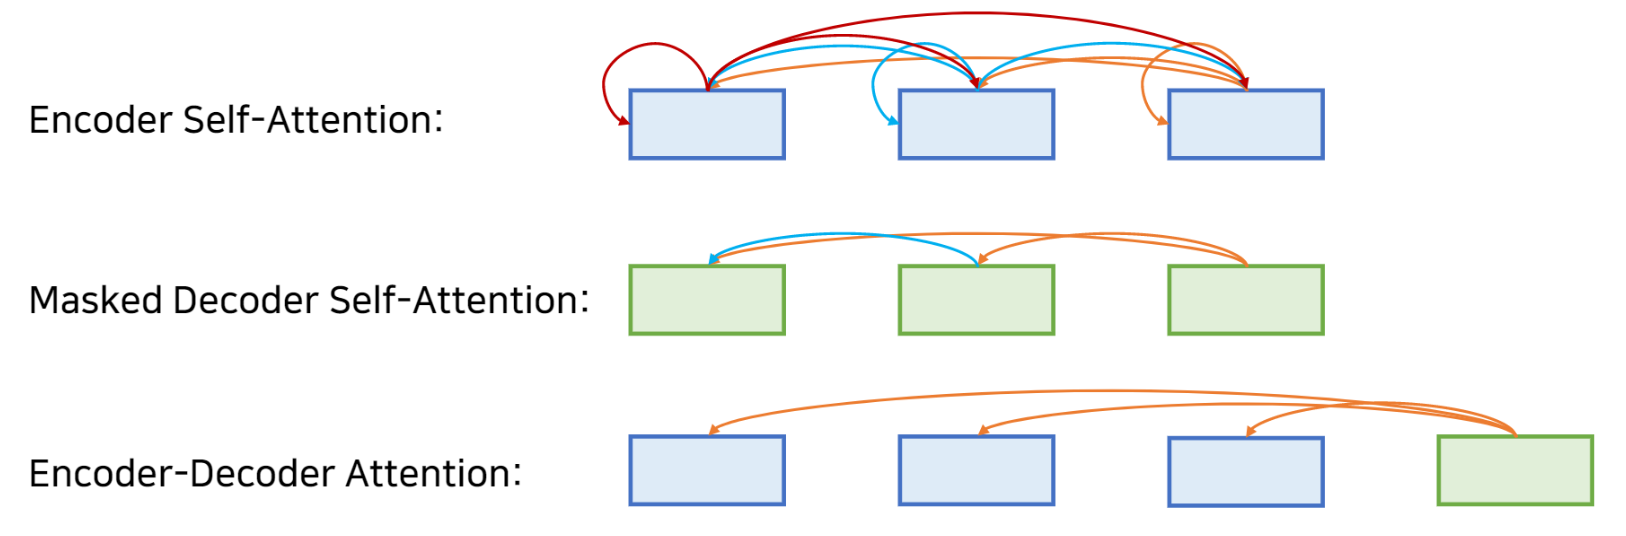 Encoder Self-Attention:
Masked Decoder Self-Attention:
Encoder-Decoder Attention: